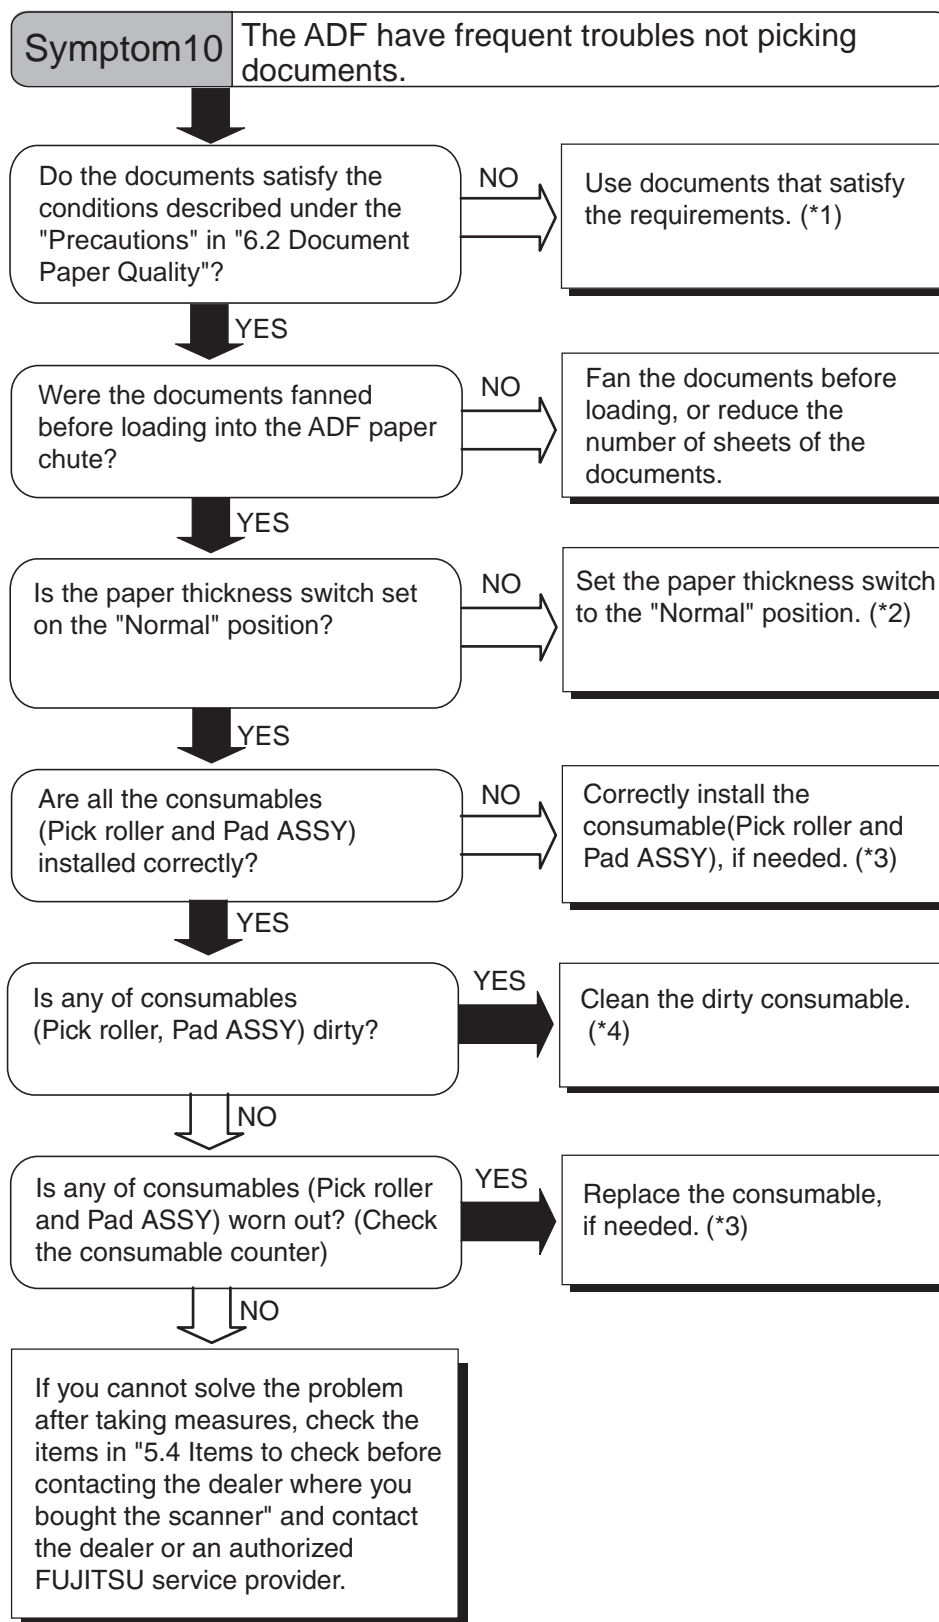 Symptom10
The ADF have frequent troubles not picking
documents.
Do the documents satisfy the
conditions described under the
"Precautions" in "6.2 Document
Paper Quality"?
NO
Use documents that satisfy
the requirements. (*1)
YES
Were the documents fanned
before loading into the ADF paper
chute?
NO
Fan the documents before
loading, or reduce the
number of sheets of the
documents.
YES
Is the paper thickness switch set
on the "Normal" position?
NO
Set the paper thickness switch
to the "Normal" position. (*2)
YES
Are all the consumables
(Pick roller and Pad ASSY)
installed correctly?
NO
Correctly install the
consumable(Pick roller and
Pad ASSY), if needed. (*3)
YES
Is any of consumables
(Pick roller, Pad ASSY) dirty?
YES
Clean the dirty consumable.
(*4)
NO
Is any of consumables (Pick roller
and Pad ASSY) worn out? (Check
the consumable counter)
YES
Replace the consumable,
if needed. (*3)
NO
If you cannot solve the problem
after taking measures, check the
items in "5.4 Items to check before
contacting the dealer where you
bought the scanner" and contact
the dealer or an authorized
FUJITSU service provider.